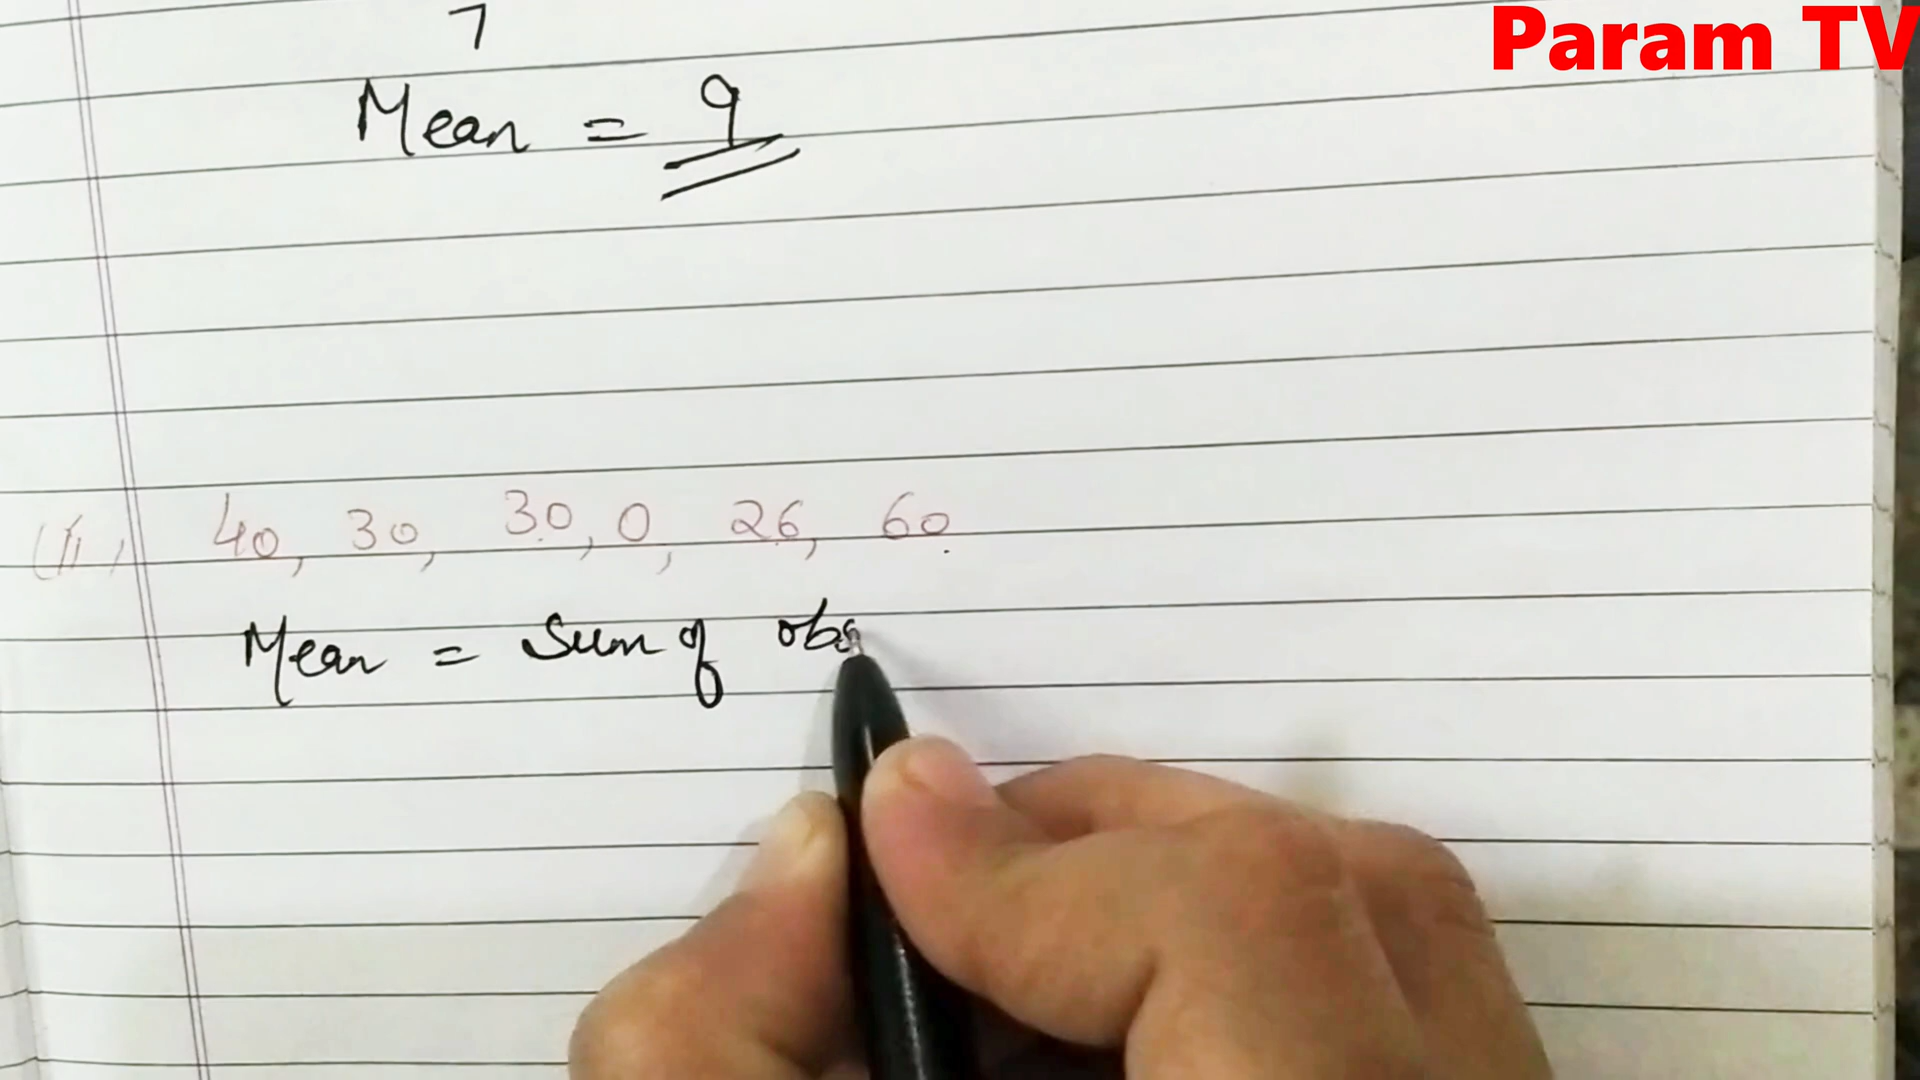 Param TV
7
Mean = 9
(ii) 40, 30, 30, 0, 26, 60.
Mean = Sum of obs